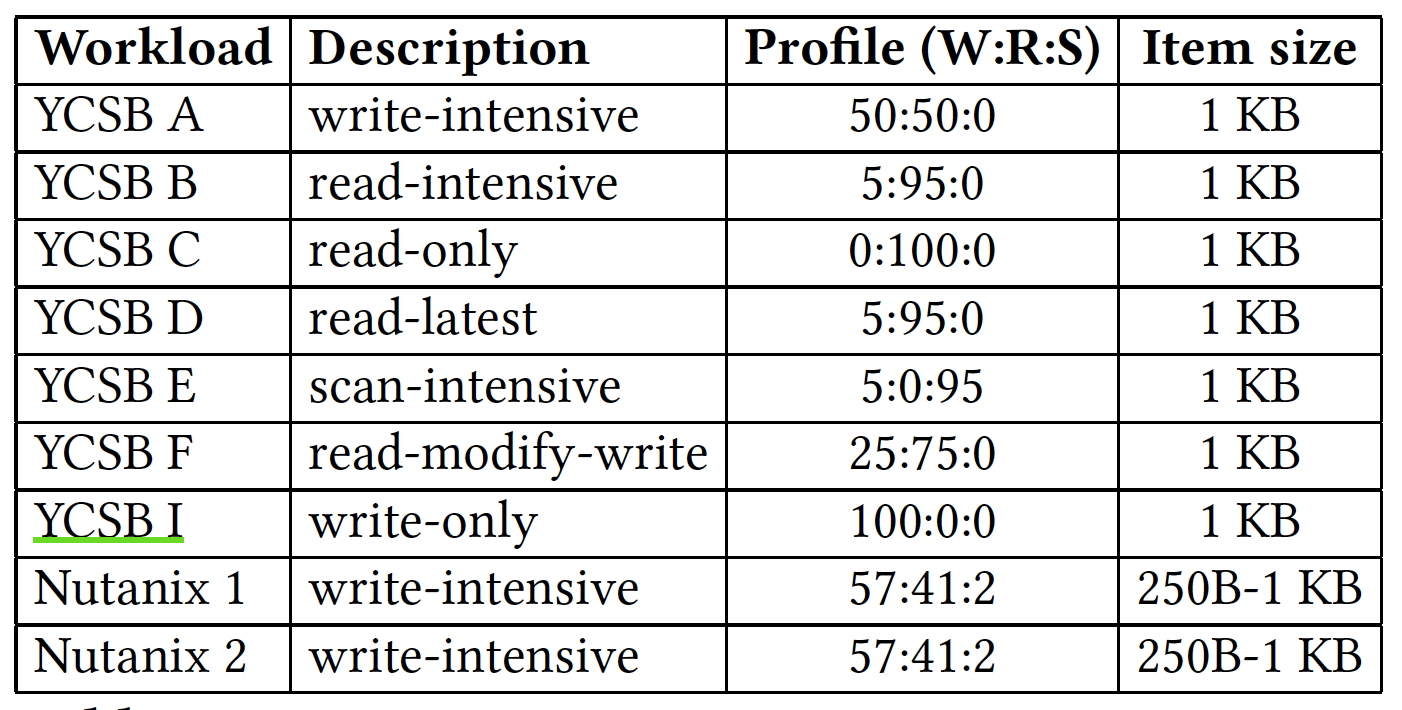 Workload Description Profile (W:R:S) Item size
YCSB A write-intensive 50:50:0 1 KB
YCSB B read-intensive 5:95:0 1 KB
YCSB C read-only 0:100:0 1 KB
YCSB D read-latest 5:95:0 1 KB
YCSB E scan-intensive 5:0:95 1 KB
YCSB F read-modify-write 25:75:0 1 KB
YCSB I write-only 100:0:0 1 KB
Nutanix 1 write-intensive 57:41:2 250B-1 KB
Nutanix 2 write-intensive 57:41:2 250B-1 KB